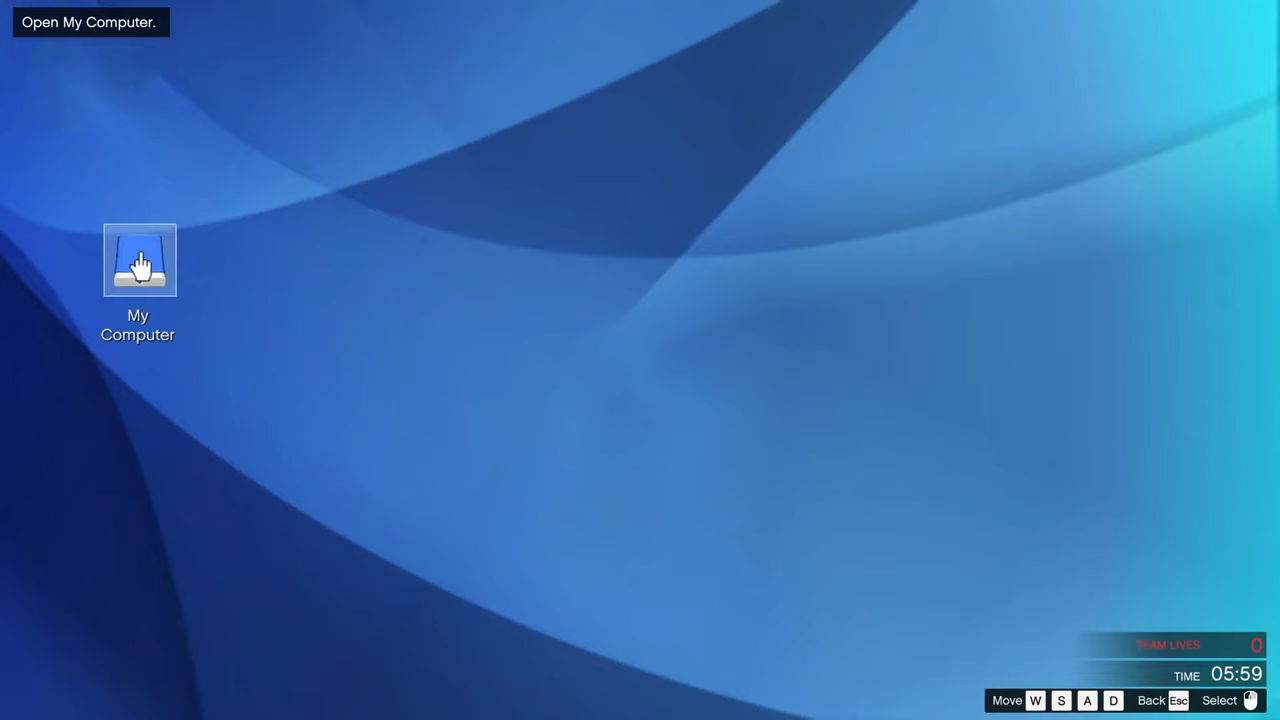 Open My Computer.
My
Computer
TEAM LIVES 0
TIME 05:59
Move W S A D Back Esc Select